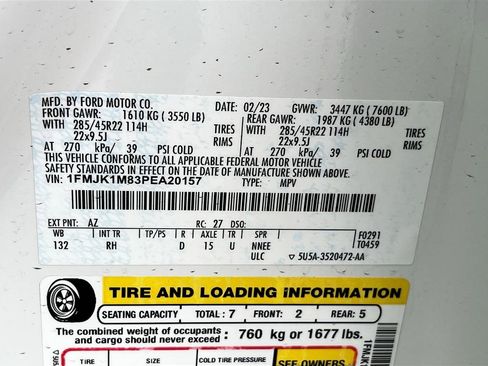 MFD. BY FORD MOTOR CO. 02/23 GVWR: 3447 KG (7600 LB)
FRONT GAWR: 1610 KG (3550 LB) REAR GAWR: 1987 KG (4380 LB)
WITH 285/45R22 114H TIRES WITH 285/45R22 114H TIRES
22x9.5J RIMS 22x9.5J RIMS
AT 270 kPa/ 39 PSI COLD AT 270 kPa/ 39 PSI COLD
THIS VEHICLE CONFORMS TO ALL APPLICABLE FEDERAL MOTOR VEHICLE
SAFETY STANDARDS IN EFFECT ON THE DATE OF MANUFACTURE SHOWN ABOVE.
VIN: 1FMJK1M83PEA20157 TYPE: MPV
EXT PNT: AZ RC: 27 DSO: F0291
WB INT TR TP/PS R AXLE TR SPR T0459
132 RH D 15 U NNEE
ULC ▽ 5U5A-3520472-AA
TIRE AND LOADING INFORMATION
SEATING CAPACITY TOTAL: 7 FRONT: 2 REAR: 5
The combined weight of occupants
and cargo should never exceed: 760 kg or 1677 lbs.
TIRE SIZE COLD TIRE PRESSURE SEE OWNERS